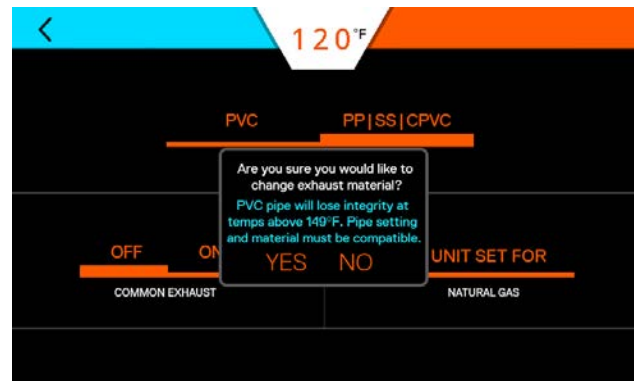 120°F
PVC PP|SS|CPVC
Are you sure you would like to
change exhaust material?
PVC pipe will lose integrity at
temps above 149°F. Pipe setting
and material must be compatible.
YES NO
OFF ON
UNIT SET FOR
COMMON EXHAUST
NATURAL GAS